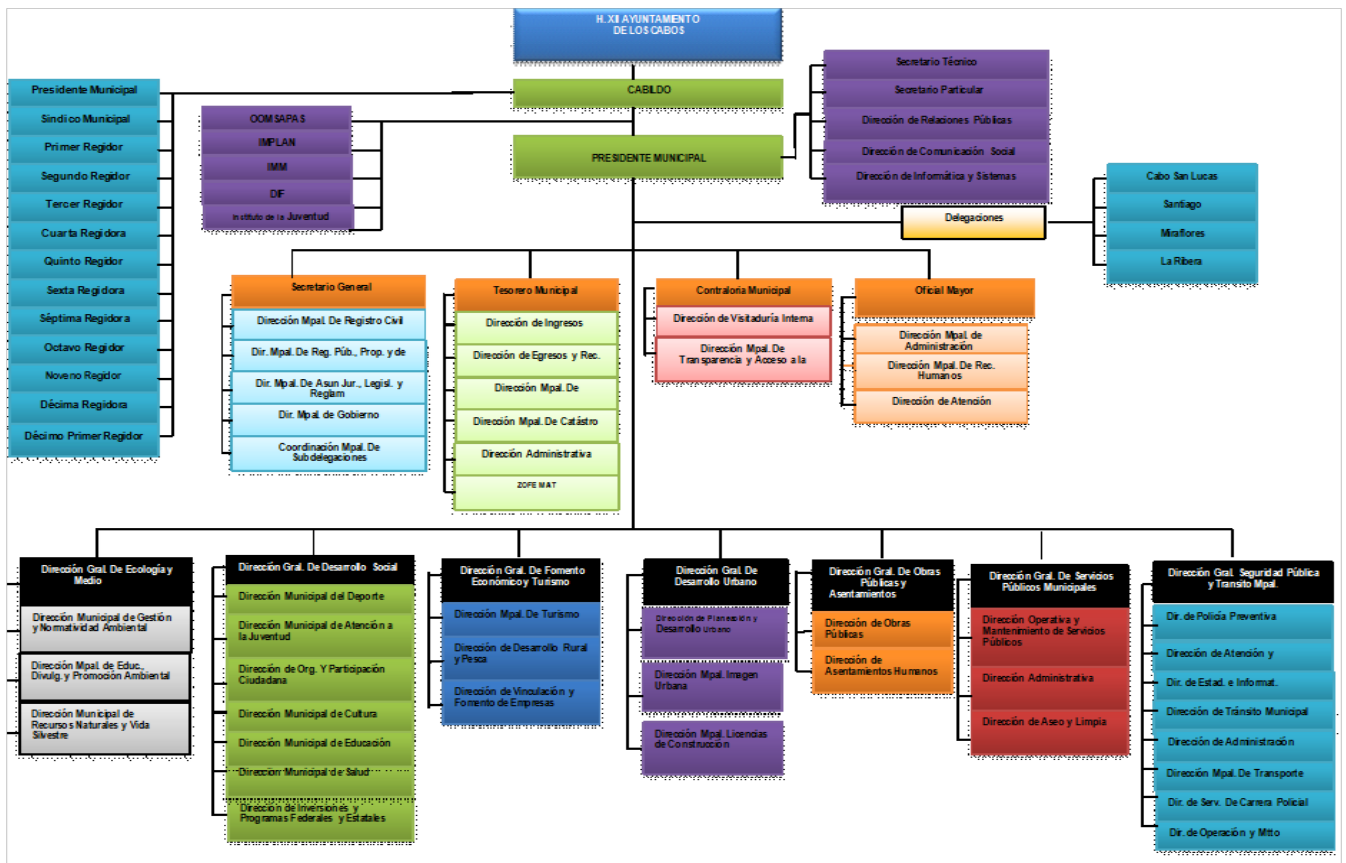 H. XII AYUNTAMIENTO
DE LOS CABOS
CABILDO
PRESIDENTE MUNICIPAL
Presidente Municipal
Sindico Municipal
Primer Regidor
Segundo Regidor
Tercer Regidor
Cuarta Regidora
Quinto Regidor
Sexta Regidora
Séptima Regidora
Octavo Regidor
Noveno Regidor
Décima Regidora
Décimo Primer Regidor
OOMSAPAS
IMPLAN
IMM
DIF
Instituto de la Juventud
Secretario Técnico
Secretario Particular
Dirección de Relaciones Públicas
Dirección de Comunicación Social
Dirección de Informática y Sistemas
Delegaciones
Cabo San Lucas
Santiago
Miraflores
La Ribera
Secretario General
Dirección Mpal. De Registro Civil
Dir. Mpal. De Reg. Púb., Prop. y de
Dir. Mpal. De Asun Jur., Legisl. y
Reglam
Dir. Mpal. de Gobierno
Coordinación Mpal. De
Subdelegaciones
Tesorero Municipal
Dirección de Ingresos
Dirección de Egresos y Rec.
Dirección Mpal. De
Dirección Mpal. De Catástro
Dirección Administrativa
ZOFEMAT
Contraloria Municipal
Dirección de Visitaduría Interna
Dirección Mpal. De
Transparencia y Acceso a la
Oficial Mayor
Dirección Mpal. de
Administración
Dirección Mpal. De Rec.
Humanos
Dirección de Atención
Dirección Gral. De Ecología y
Medio
Dirección Municipal de Gestión
y Normatividad Ambiental
Dirección Mpal. de Educ.,
Divulg. y Promoción Ambiental
Dirección Municipal de
Recursos Naturales y Vida
Silvestre
Dirección Gral. De Desarrollo Social
Dirección Municipal del Deporte
Dirección Municipal de Atención a
la Juventud
Dirección de Org. Y Participación
Ciudadana
Dirección Municipal de Cultura
Dirección Municipal de Educación
Dirección Municipal de Salud
Dirección de Inversiones y
Programas Federales y Estatales
Dirección Gral. De Fomento
Económico y Turismo
Dirección Mpal. De Turismo
Dirección de Desarrollo Rural
y Pesca
Dirección de Vinculación y
Fomento de Empresas
Dirección Gral. De
Desarrollo Urbano
Dirección de Planeación y
Desarrollo Urbano
Dirección Mpal. Imagen
Urbana
Dirección Mpal. Licencias
de Construcción
Dirección Gral. De Obras
Públicas y
Asentamientos
Dirección de Obras
Públicas
Dirección de
Asentamientos Humanos
Dirección Gral. De Servicios
Públicos Municipales
Dirección Operativa y
Mantenimiento de Servicios
Públicos
Dirección Administrativa
Dirección de Aseo y Limpia
Dirección Gral. Seguridad Pública
y Transito Mpal.
Dir. de Policía Preventiva
Dirección de Atención y
Dir. de Estad. e Informat.
Dirección de Tránsito Municipal
Dirección de Administración
Dirección Mpal. De Transporte
Dir. de Serv. De Carrera Policial
Dir. de Operación y Mtto